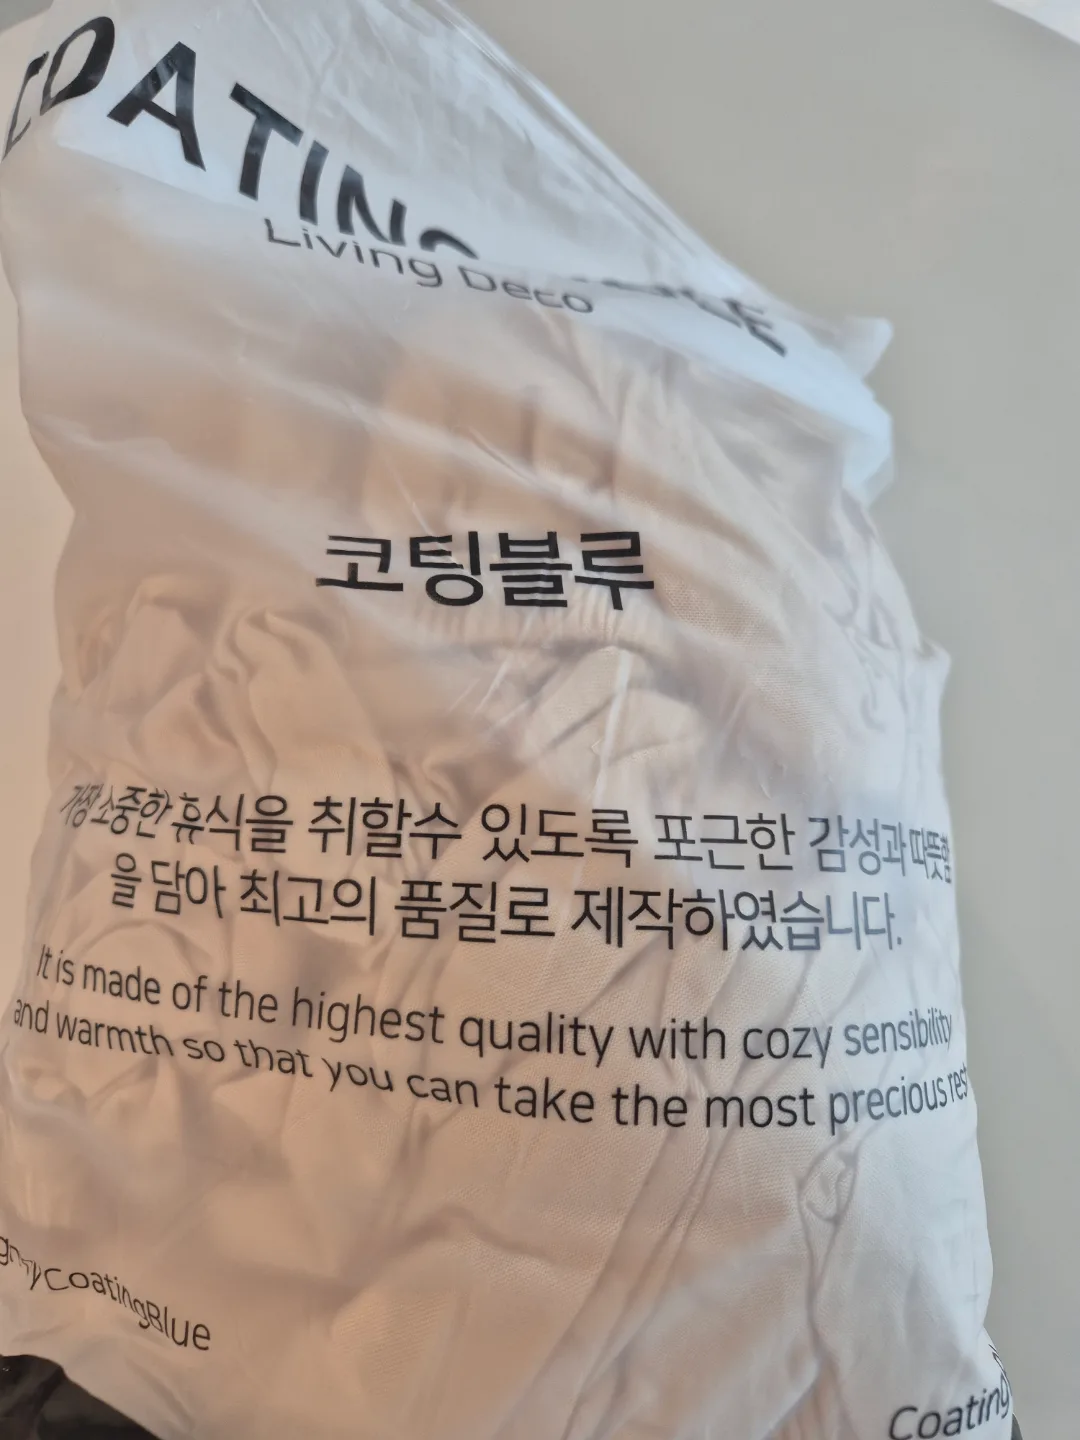 COATING
Living Deco
코팅블루
가장 소중한 휴식을 취할수 있도록 포근한 감성과 따뜻함
을 담아 최고의 품질로 제작하였습니다.
It is made of the highest quality with cozy sensibility
and warmth so that you can take the most precious rest
CoatingBlue
Coating